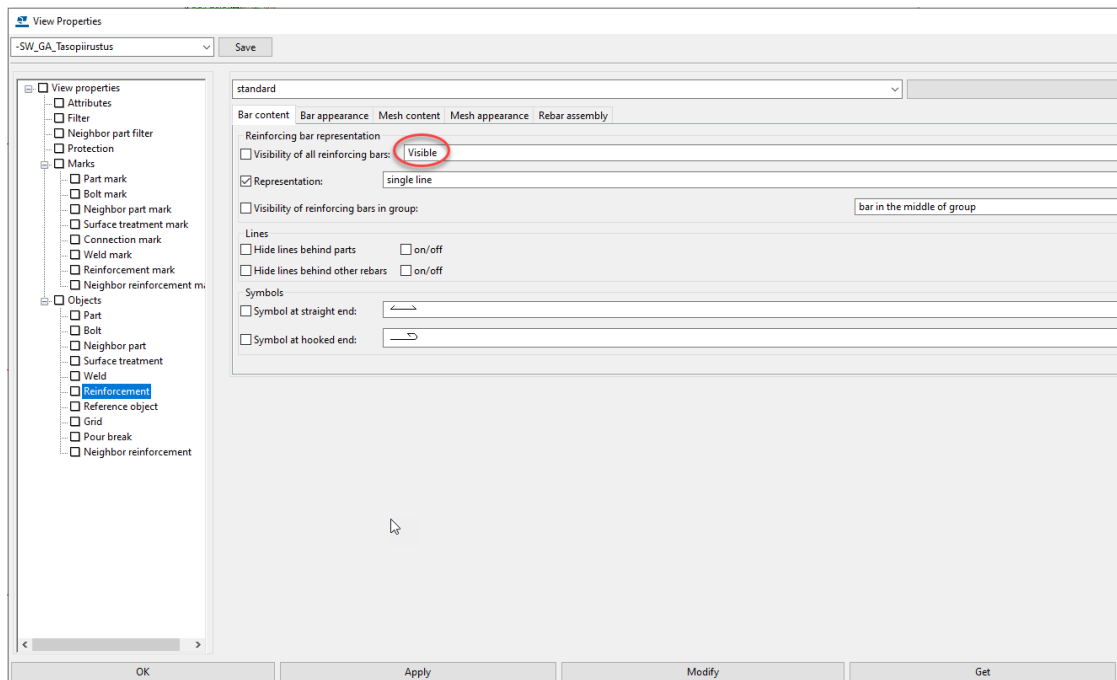 View Properties
-SW_GA_Tasopiirustus
Save
View properties
Attributes
Filter
Neighbor part filter
Protection
Marks
Part mark
Bolt mark
Neighbor part mark
Surface treatment mark
Connection mark
Weld mark
Reinforcement mark
Neighbor reinforcement ma
Objects
Part
Bolt
Neighbor part
Surface treatment
Weld
Reinforcement
Reference object
Grid
Pour break
Neighbor reinforcement
standard
Bar content Bar appearance Mesh content Mesh appearance Rebar assembly
Reinforcing bar representation
Visibility of all reinforcing bars: Visible
Representation: single line
Visibility of reinforcing bars in group: bar in the middle of group
Lines
Hide lines behind parts on/off
Hide lines behind other rebars on/off
Symbols
Symbol at straight end:
Symbol at hooked end:
OK Apply Modify Get